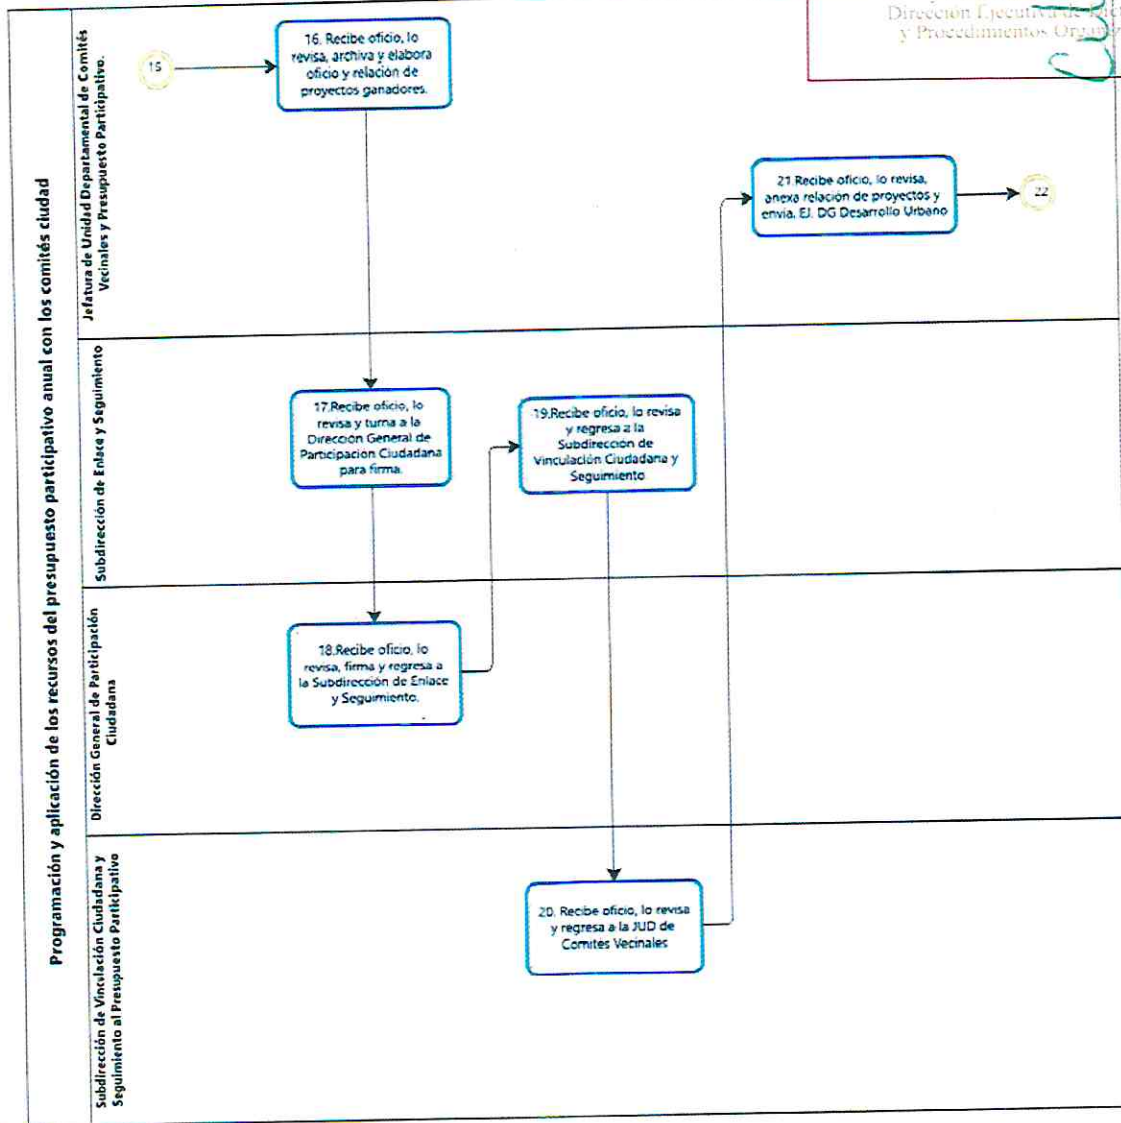 Programación y aplicación de los recursos del presupuesto participativo anual con los comités ciudad
Jefatura de Unidad Departamental de Comités
Vecinales y Presupuesto Participativo.
15
16. Recibe oficio, lo
revisa, archiva y elabora
oficio y relación de
proyectos ganadores.
21.Recibe oficio, lo revisa,
anexa relación de proyectos y
envía. EJ. DG Desarrollo Urbano
22
Dirección Ejecutiva de
y Procedimientos
Subdirección de Enlace y Seguimiento
17.Recibe oficio, lo
revisa y turna a la
Dirección General de
Participación Ciudadana
para firma.
19.Recibe oficio, lo revisa
y regresa a la
Subdirección de
Vinculación Ciudadana y
Seguimiento
Dirección General de Participación
Ciudadana
18.Recibe oficio, lo
revisa, firma y regresa a
la Subdirección de Enlace
y Seguimiento.
Subdirección de Vinculación Ciudadana y
Seguimiento al Presupuesto Participativo
20. Recibe oficio, lo revisa
y regresa a la JUD de
Comités Vecinales